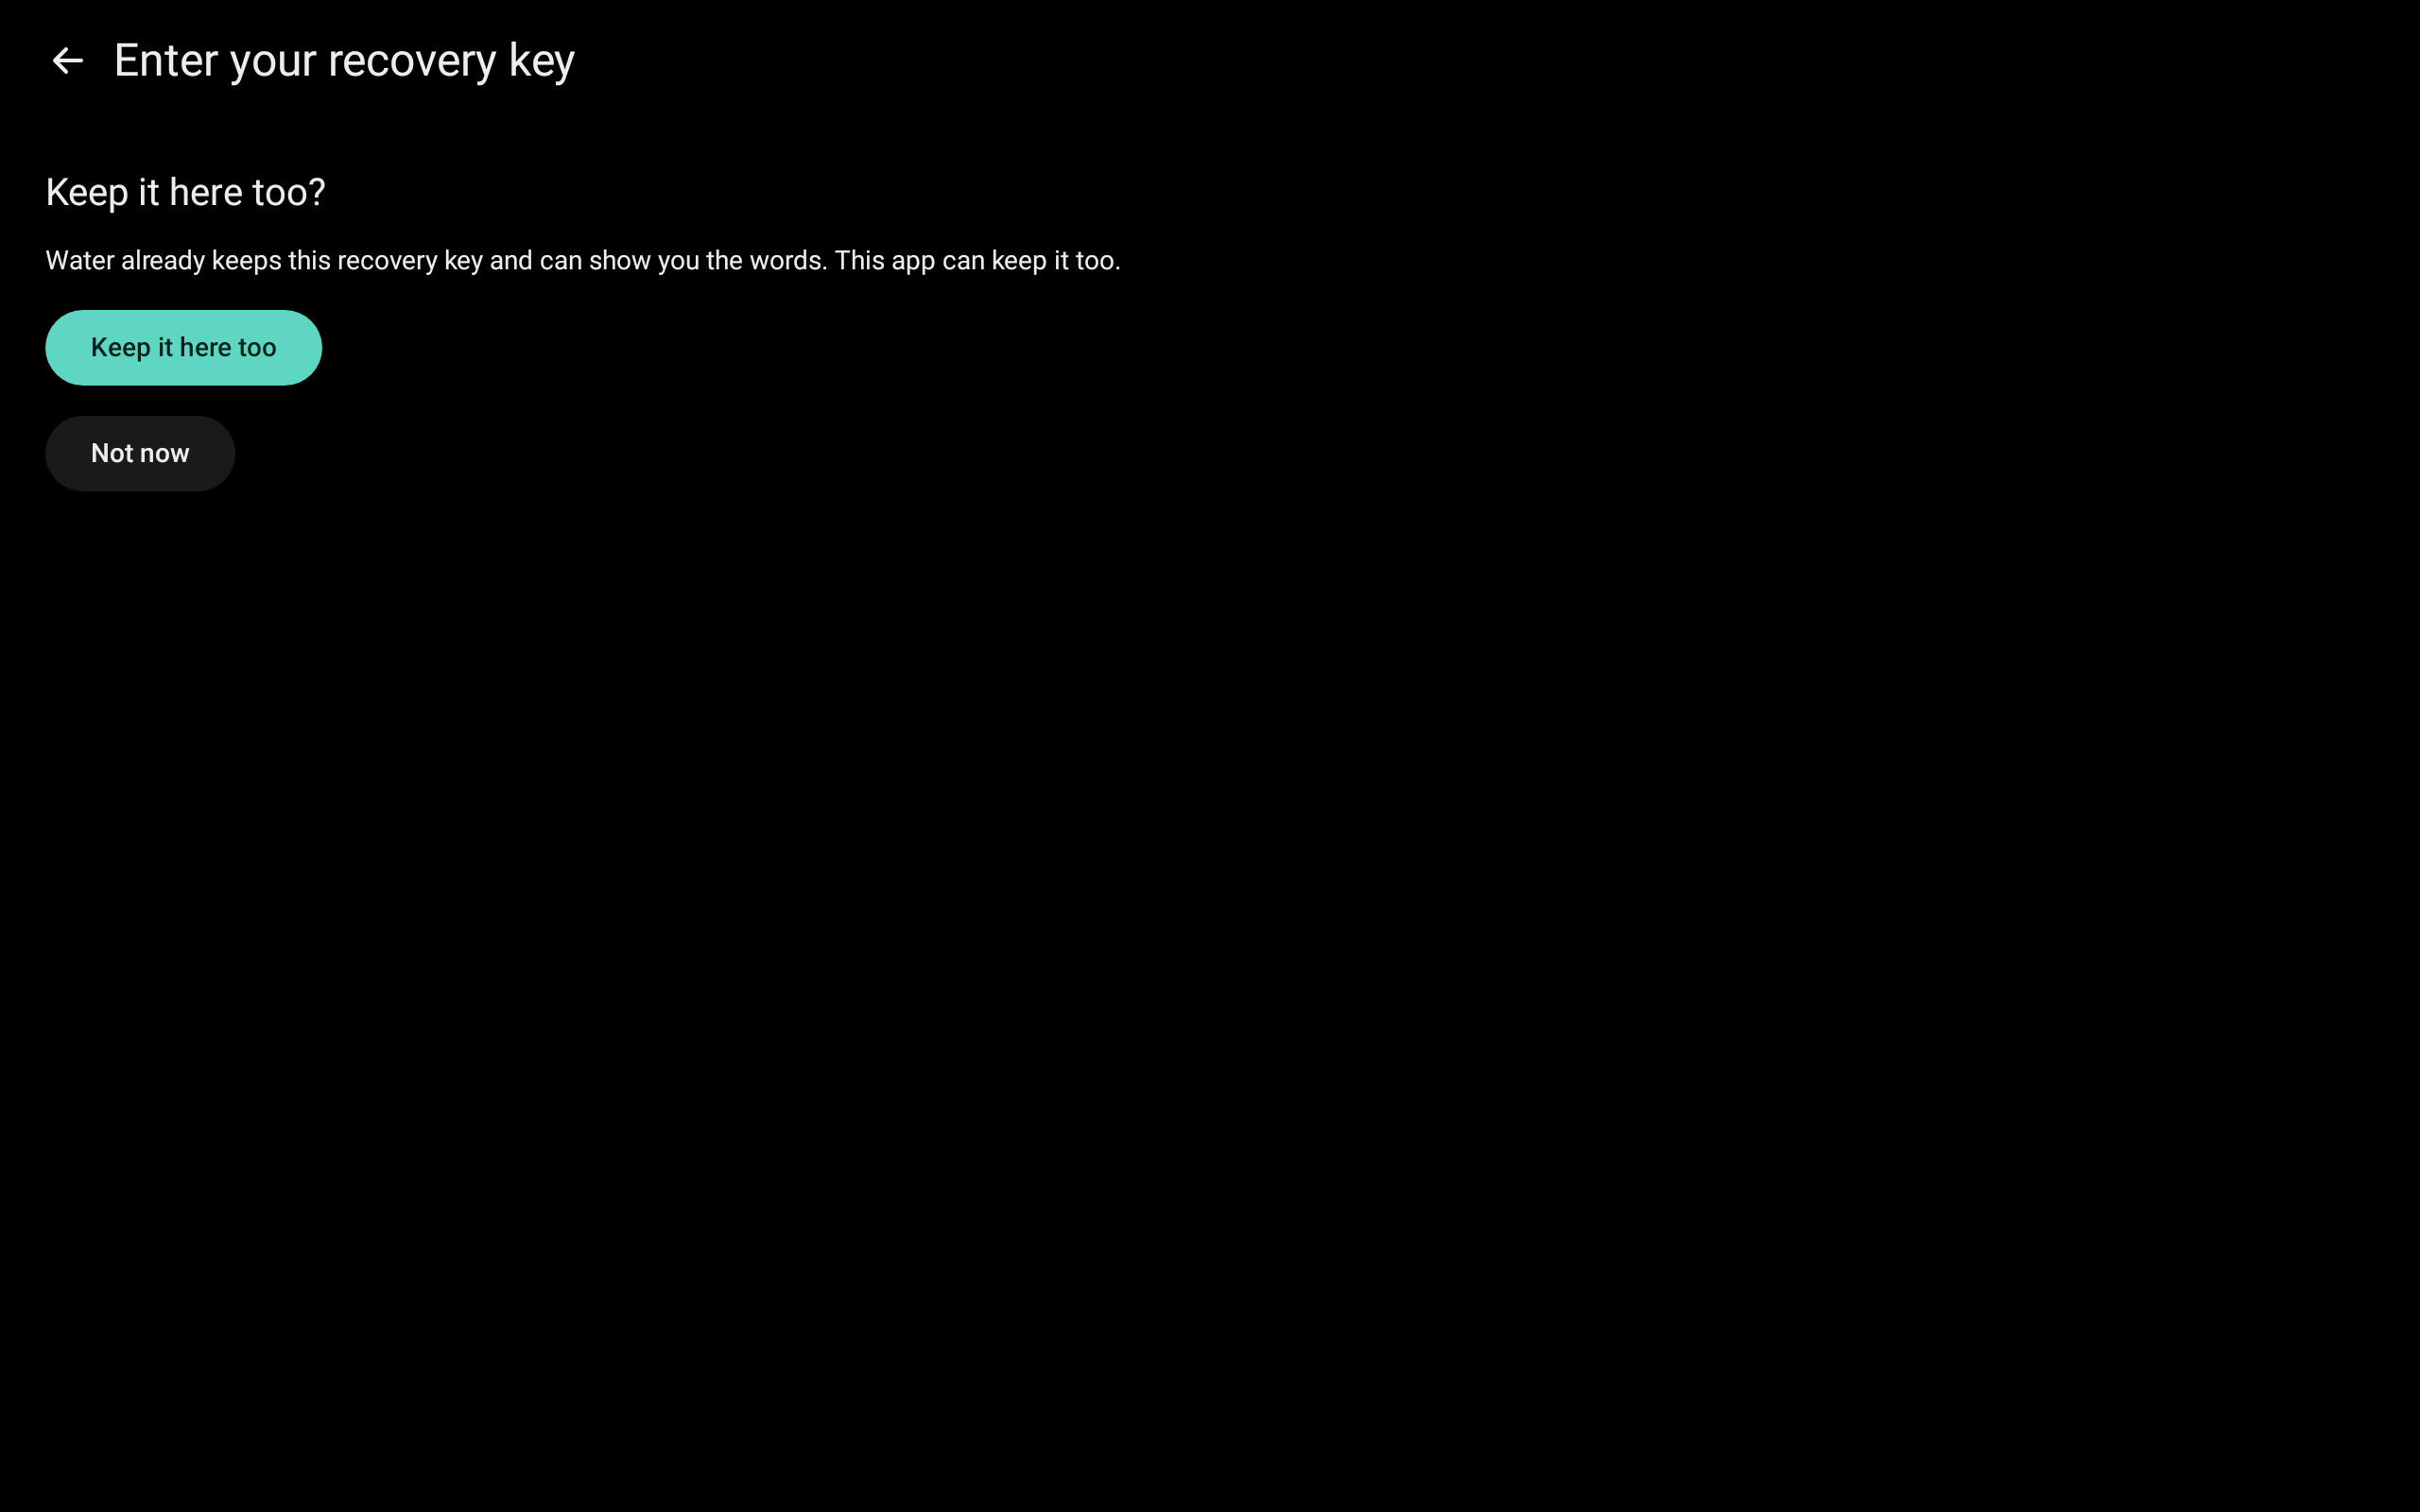 Enter your recovery key
Keep it here too?
Water already keeps this recovery key and can show you the words. This app can keep it too.
Keep it here too
Not now